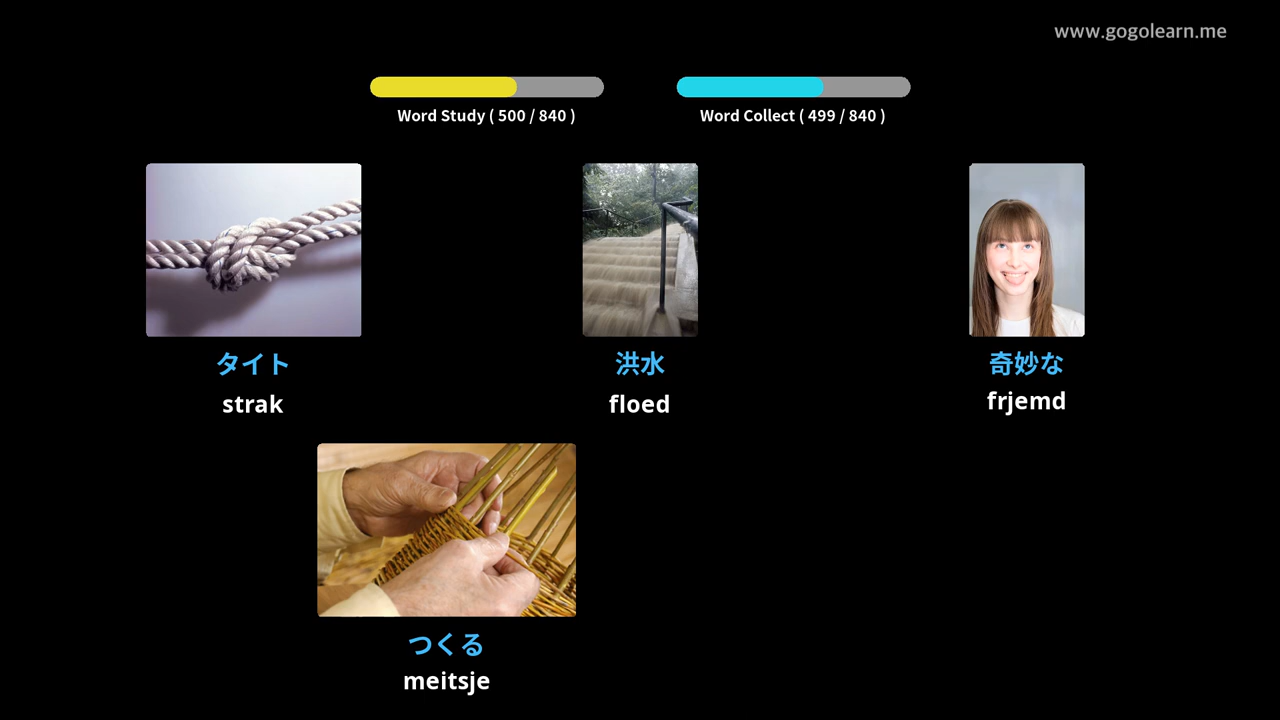 www.gogolearn.me
Word Study ( 500 / 840 )
Word Collect ( 499 / 840 )
タイト
strak
洪水
floed
奇妙な
frjemd
つくる
meitsje